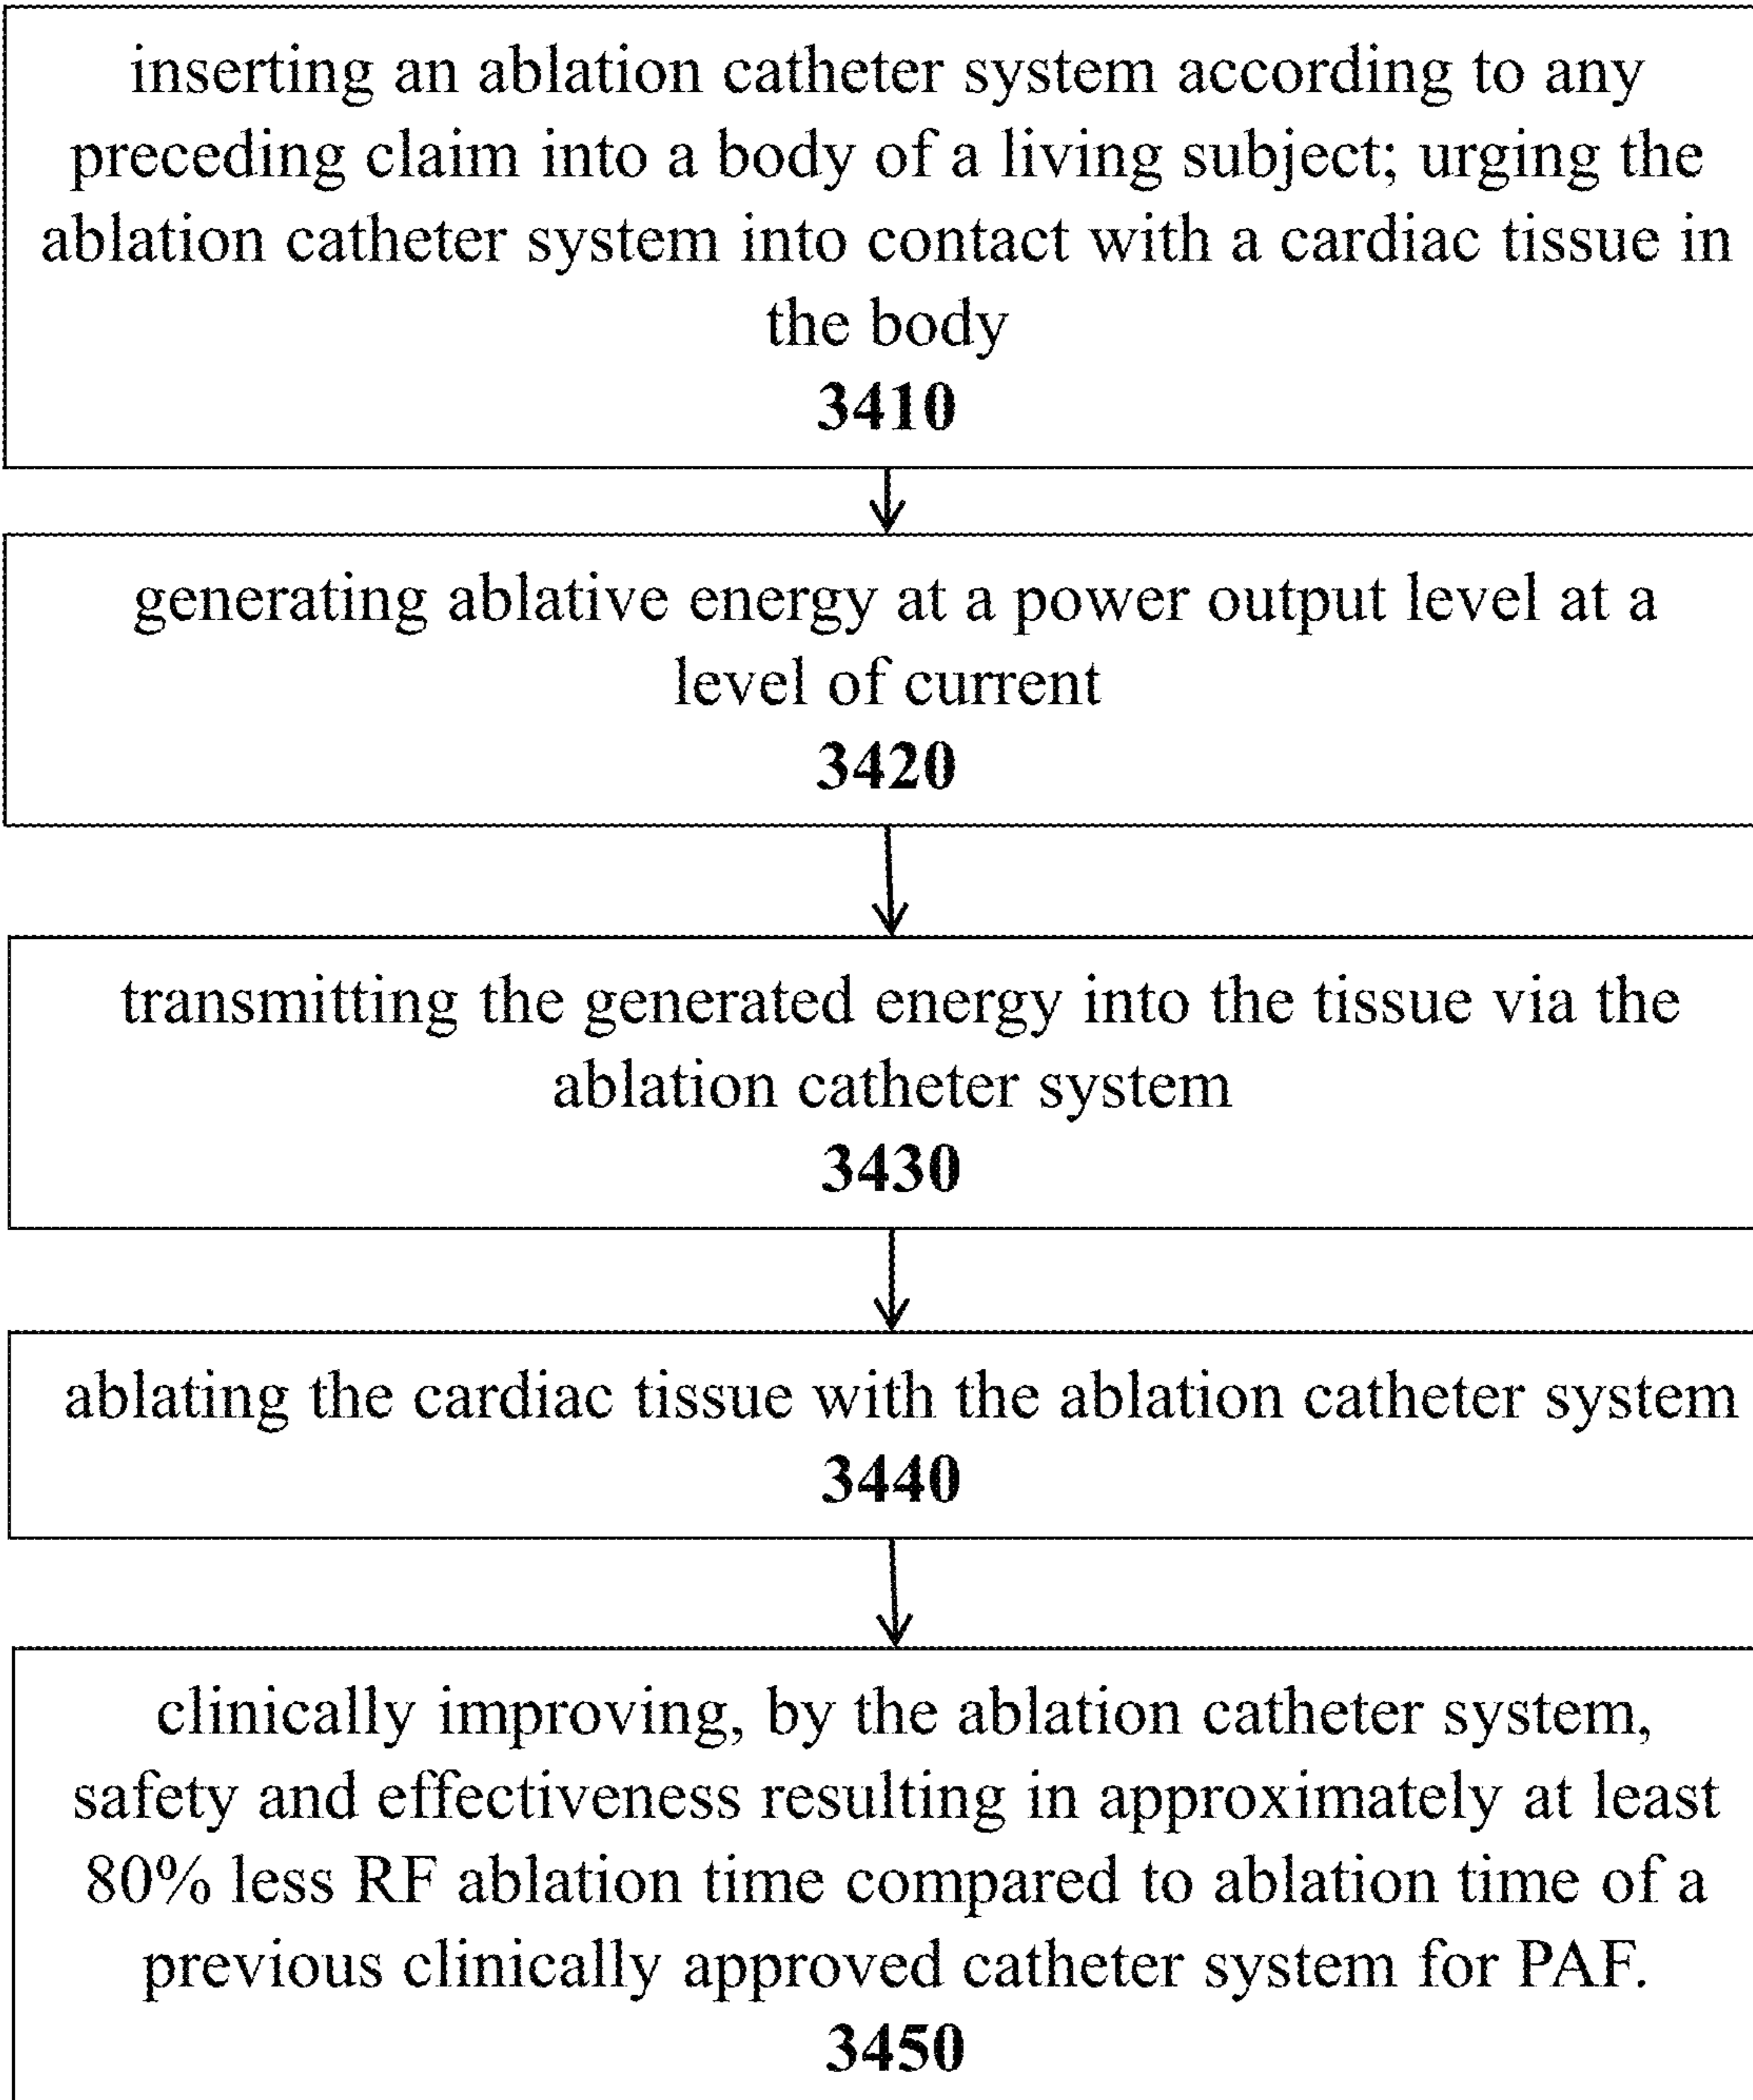 inserting an ablation catheter system according to any
preceding claim into a body of a living subject; urging the
ablation catheter system into contact with a cardiac tissue in
the body
3410
generating ablative energy at a power output level at a
level of current
3420
transmitting the generated energy into the tissue via the
ablation catheter system
3430
ablating the cardiac tissue with the ablation catheter system
3440
clinically improving, by the ablation catheter system,
safety and effectiveness resulting in approximately at least
80% less RF ablation time compared to ablation time of a
previous clinically approved catheter system for PAF.
3450